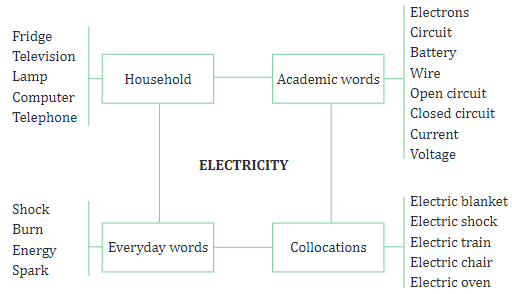 Fridge
Television
Lamp
Computer
Telephone
Household
Academic words
Electrons
Circuit
Battery
Wire
Open circuit
Closed circuit
Current
Voltage
ELECTRICITY
Shock
Burn
Energy
Spark
Everyday words
Collocations
Electric blanket
Electric shock
Electric train
Electric chair
Electric oven